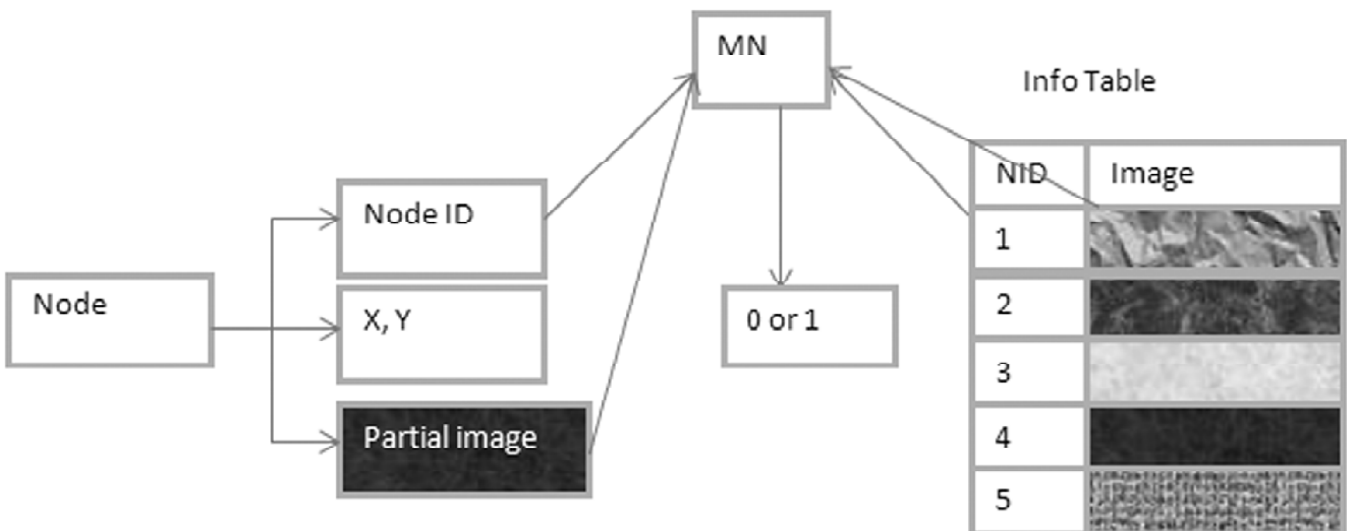 MN
Info Table
NID Image
Node ID
1
Node
X, Y
0 or 1
2
3
Partial image
4
5